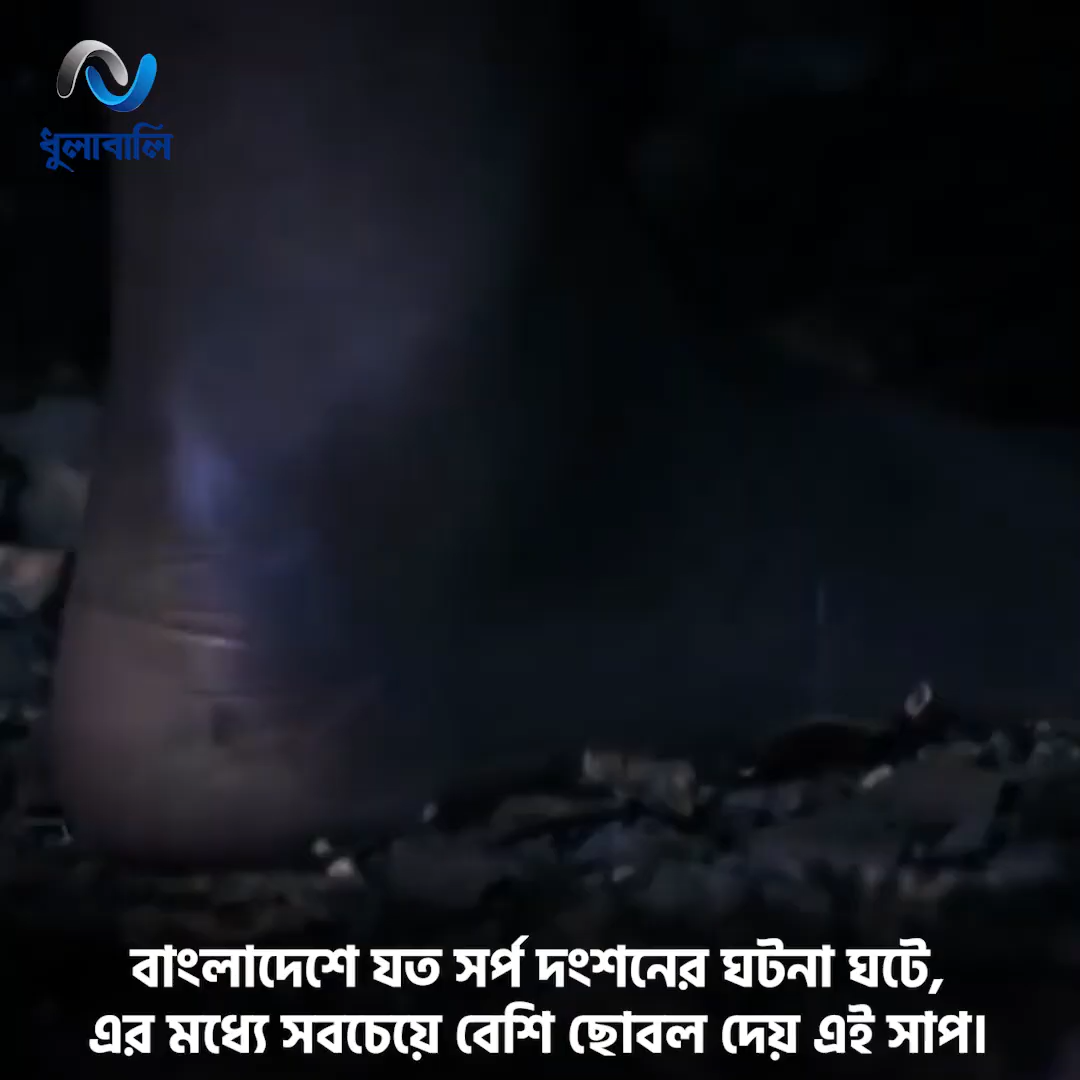 ধুলাবালি
বাংলাদেশে যত সর্প দংশনের ঘটনা ঘটে,
এর মধ্যে সবচেয়ে বেশি ছোবল দেয় এই সাপ।